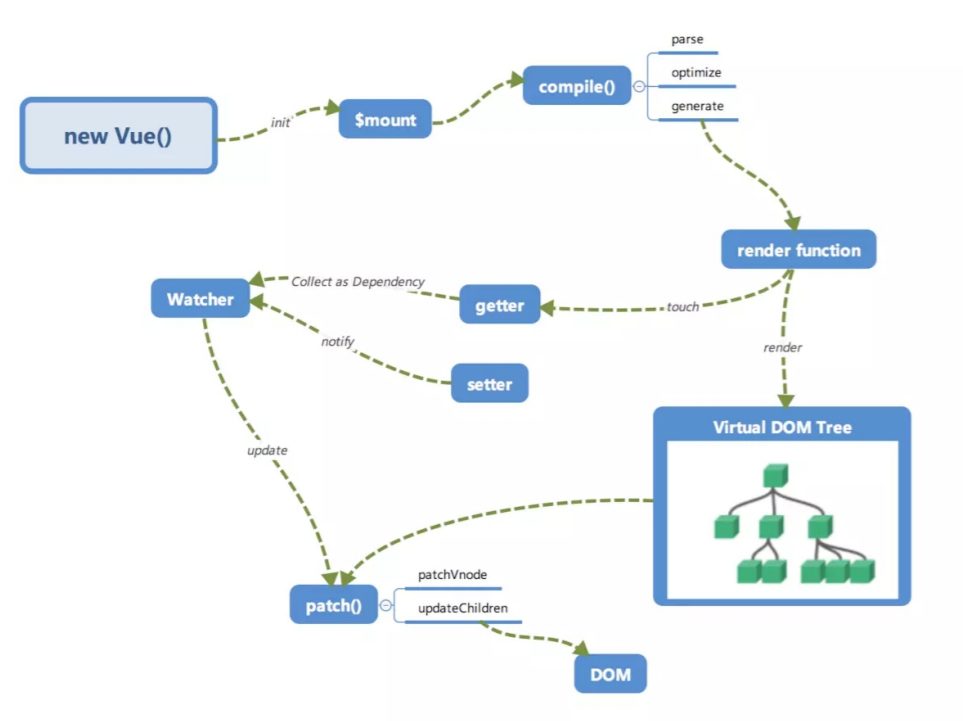 parse
optimize
compile()
generate
new Vue()
init
$mount
render function
Collect as Dependency
Watcher
getter
touch
notify
render
setter
Virtual DOM Tree
update
patchVnode
patch()
updateChildren
DOM